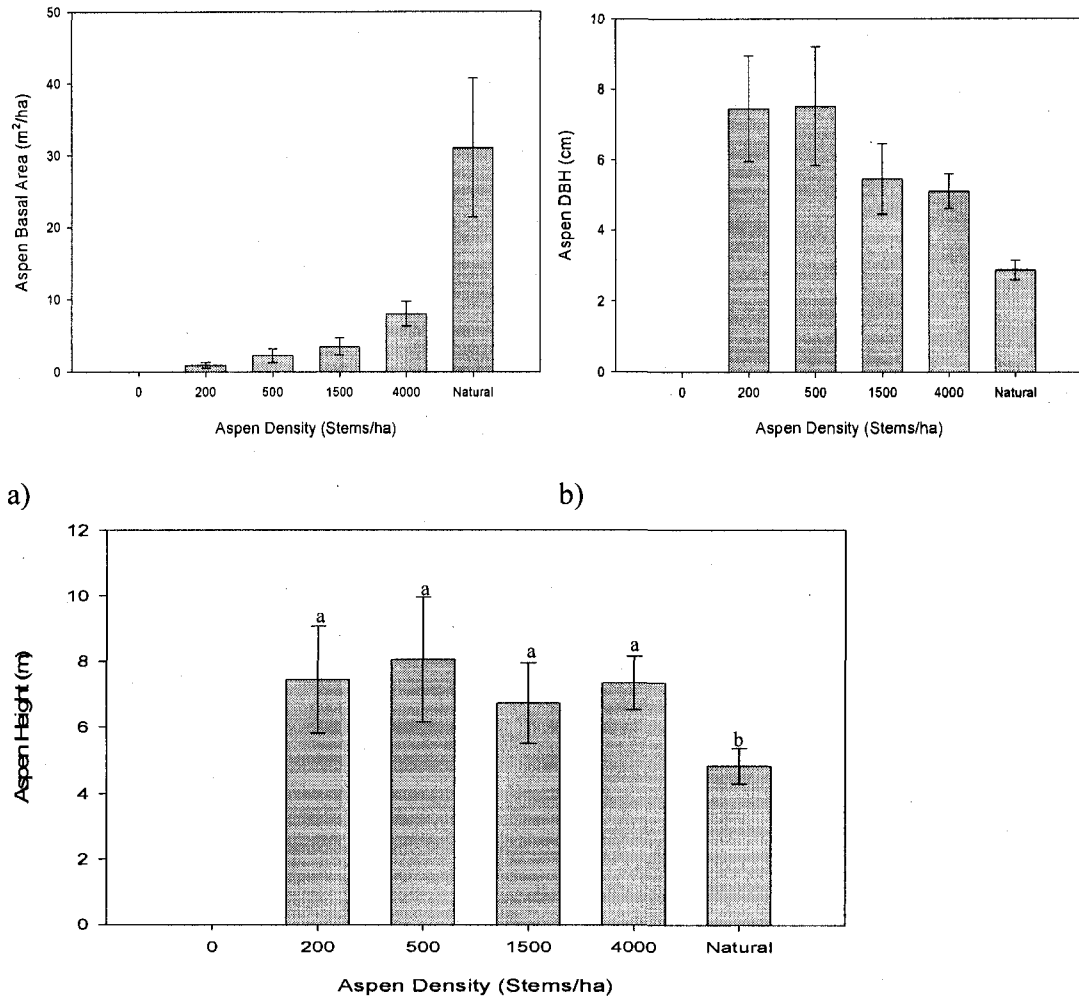 50
40
30
20
10
0
Aspen Basal Area (m²/ha)
0 200 500 1500 4000 Natural
Aspen Density (Stems/ha)
10
8
6
4
2
0
Aspen DBH (cm)
0 200 500 1500 4000 Natural
Aspen Density (Stems/ha)
a)
b)
12
10
8
6
4
2
0
Aspen Height (m)
a
a
a
a
b
0 200 500 1500 4000 Natural
Aspen Density (Stems/ha)